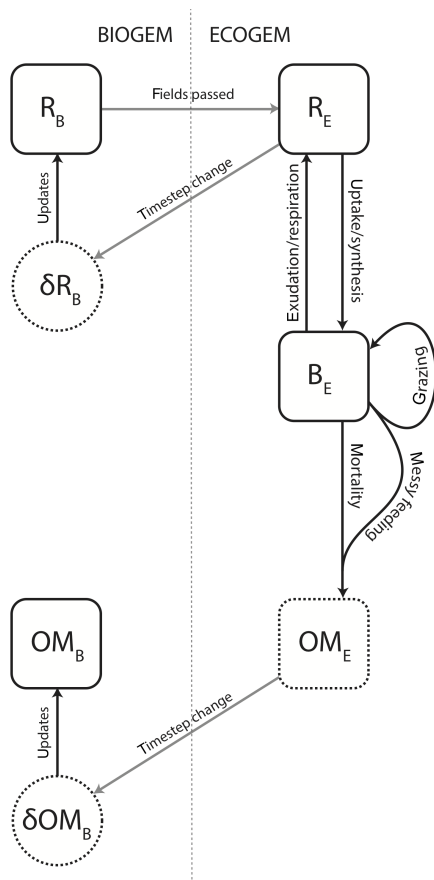 BIOGEM ECOGEM
R_B
Fields passed
R_E
Timestep change
Updates
δR_B
Exudation/respiration
Uptake/synthesis
B_E
Grazing
Mortality
Messy feeding
OM_B
OM_E
Timestep change
Updates
δOM_B